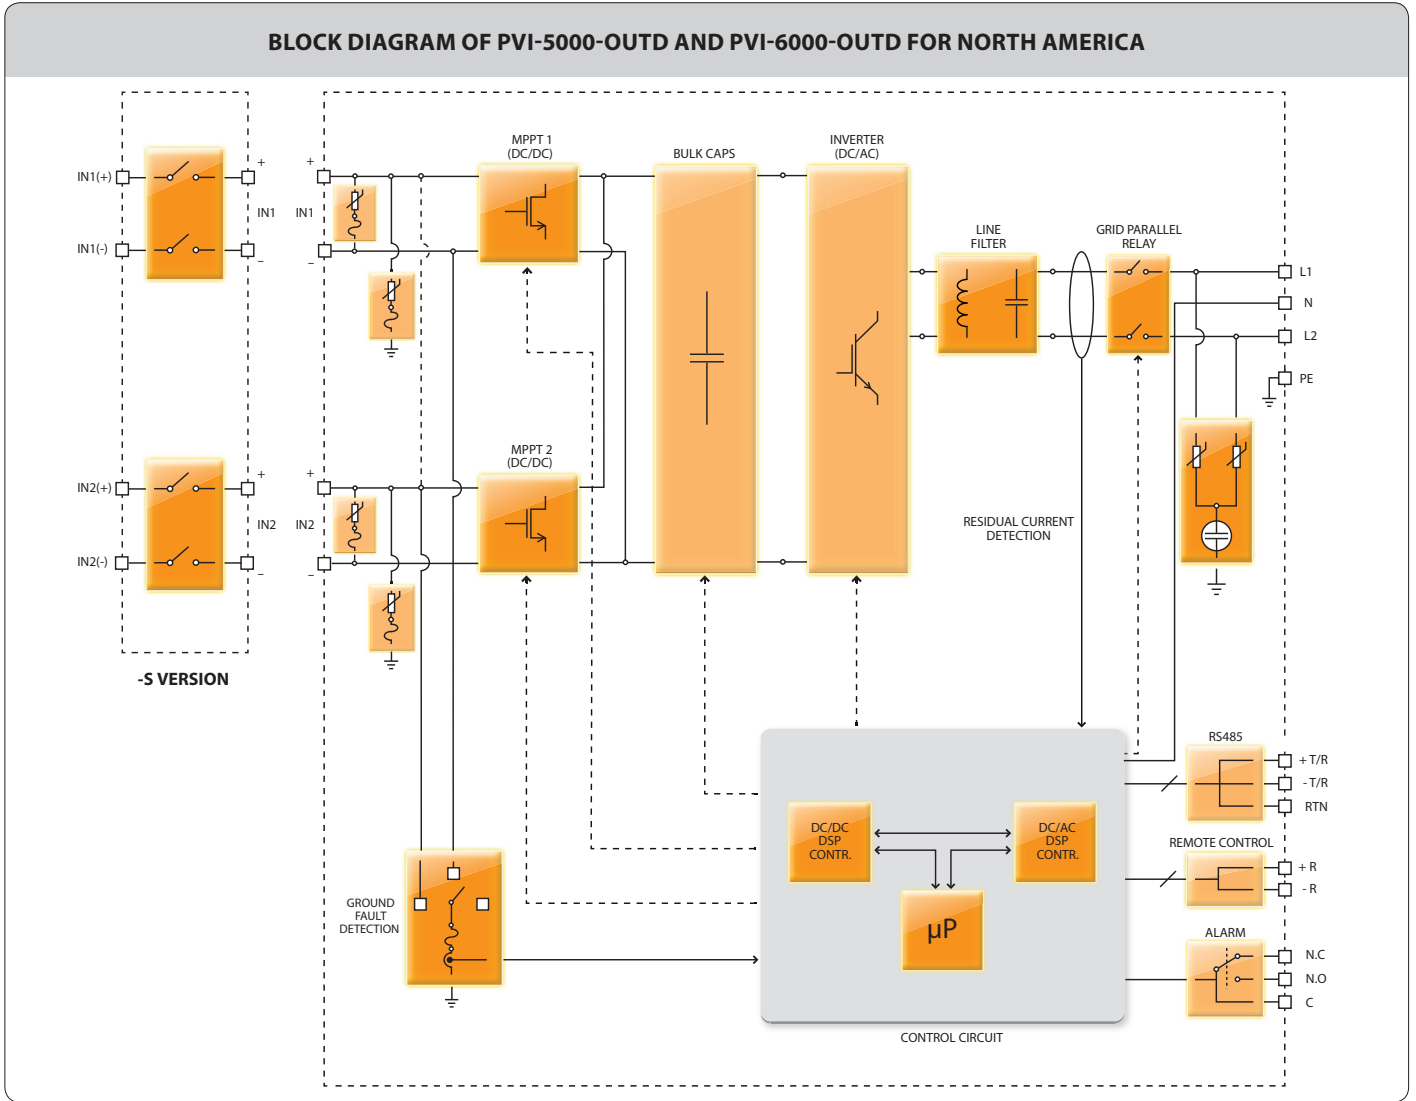 BLOCK DIAGRAM OF PVI-5000-OUTD AND PVI-6000-OUTD FOR NORTH AMERICA
MPPT 1
(DC/DC)
BULK CAPS
INVERTER
(DC/AC)
IN1(+)
+
+
IN1
IN1
IN1(-)
–
–
LINE
FILTER
GRID PARALLEL
RELAY
L1
N
L2
PE
MPPT 2
(DC/DC)
IN2(+)
+
+
IN2
IN2
IN2(-)
–
–
RESIDUAL CURRENT
DETECTION
-S VERSION
RS485
+ T/R
- T/R
RTN
DC/DC
DSP
CONTR.
DC/AC
DSP
CONTR.
REMOTE CONTROL
+ R
- R
GROUND
FAULT
DETECTION
µP
ALARM
N.C
N.O
C
CONTROL CIRCUIT